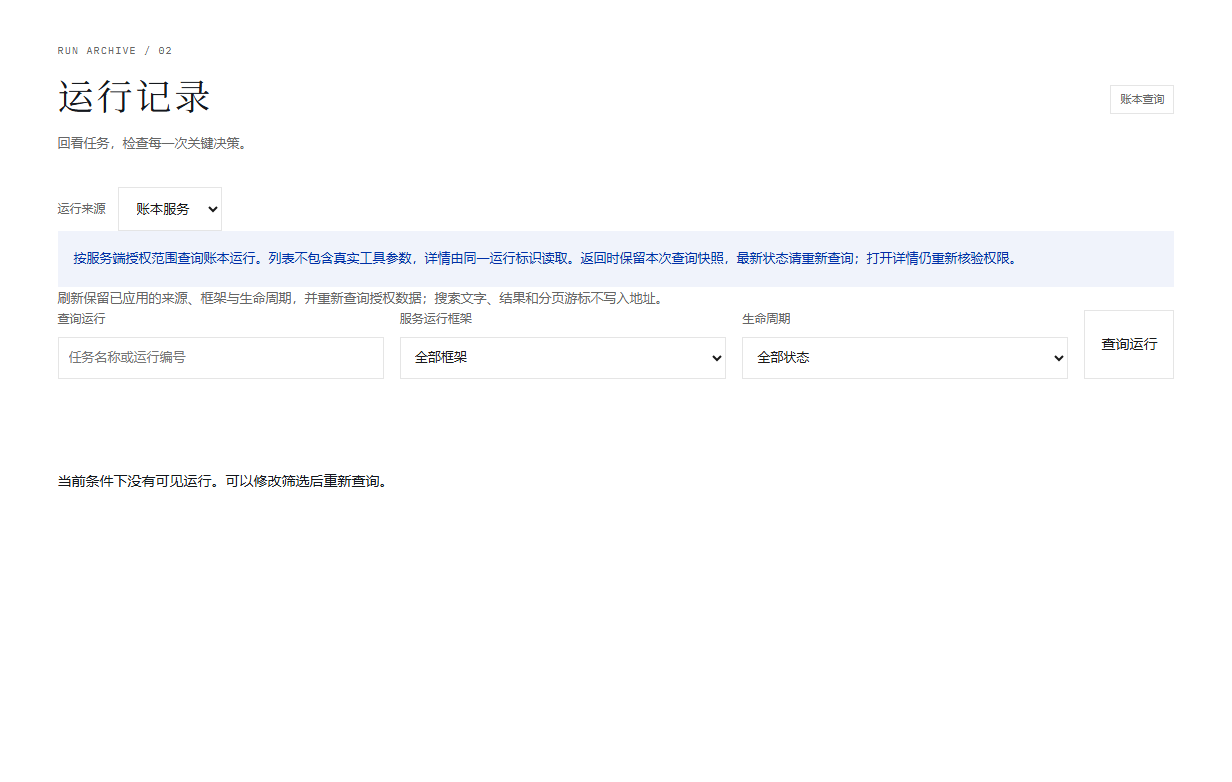 RUN ARCHIVE / 02
运行记录
账本查询
回看任务，检查每一次关键决策。
运行来源
账本服务
按服务端授权范围查询账本运行。列表不包含真实工具参数，详情由同一运行标识读取。返回时保留本次查询快照，最新状态请重新查询；打开详情仍重新核验权限。
刷新保留已应用的来源、框架与生命周期，并重新查询授权数据；搜索文字、结果和分页游标不写入地址。
查询运行
服务运行框架
生命周期
任务名称或运行编号
全部框架
全部状态
查询运行
当前条件下没有可见运行。可以修改筛选后重新查询。